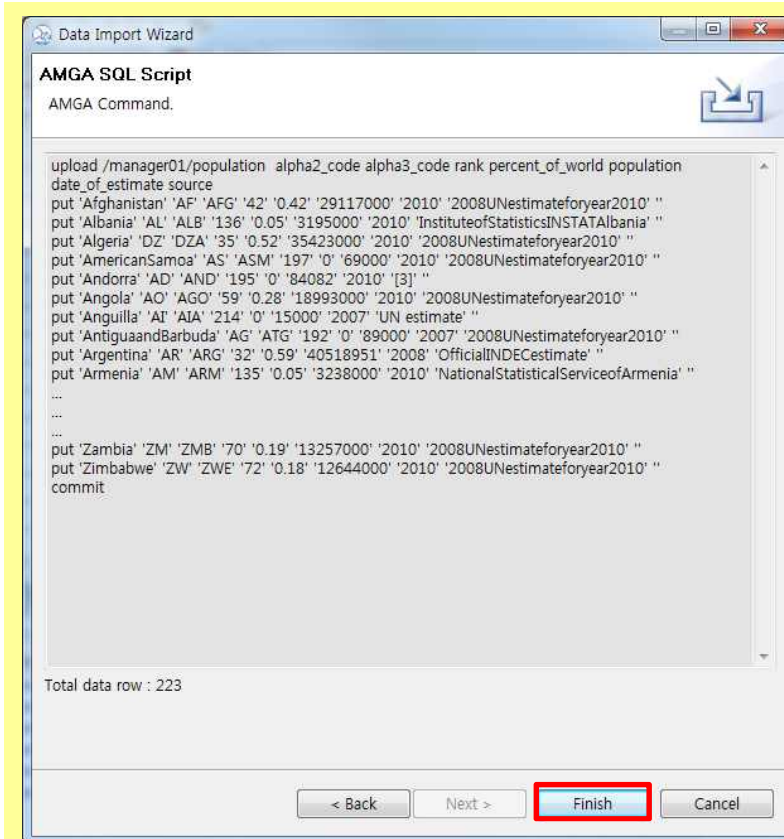 Data Import Wizard
AMGA SQL Script
AMGA Command.
upload /manager01/population  alpha2_code alpha3_code rank percent_of_world population
date_of_estimate source
put 'Afghanistan' 'AF' 'AFG' '42' '0.42' '29117000' '2010' '2008UNestimateforyear2010' ''
put 'Albania' 'AL' 'ALB' '136' '0.05' '3195000' '2010' 'InstituteofStatisticsINSTATAlbania' ''
put 'Algeria' 'DZ' 'DZA' '35' '0.52' '35423000' '2010' '2008UNestimateforyear2010' ''
put 'AmericanSamoa' 'AS' 'ASM' '197' '0' '69000' '2010' '2008UNestimateforyear2010' ''
put 'Andorra' 'AD' 'AND' '195' '0' '84082' '2010' '[3]' ''
put 'Angola' 'AO' 'AGO' '59' '0.28' '18993000' '2010' '2008UNestimateforyear2010' ''
put 'Anguilla' 'AI' 'AIA' '214' '0' '15000' '2007' 'UN estimate' ''
put 'AntiguaandBarbuda' 'AG' 'ATG' '192' '0' '89000' '2007' '2008UNestimateforyear2010' ''
put 'Argentina' 'AR' 'ARG' '32' '0.59' '40518951' '2008' 'OfficialINDECestimate' ''
put 'Armenia' 'AM' 'ARM' '135' '0.05' '3238000' '2010' 'NationalStatisticalServiceofArmenia' ''
...
...
...
put 'Zambia' 'ZM' 'ZMB' '70' '0.19' '13257000' '2010' '2008UNestimateforyear2010' ''
put 'Zimbabwe' 'ZW' 'ZWE' '72' '0.18' '12644000' '2010' '2008UNestimateforyear2010' ''
commit
Total data row : 223
< Back
Next >
Finish
Cancel